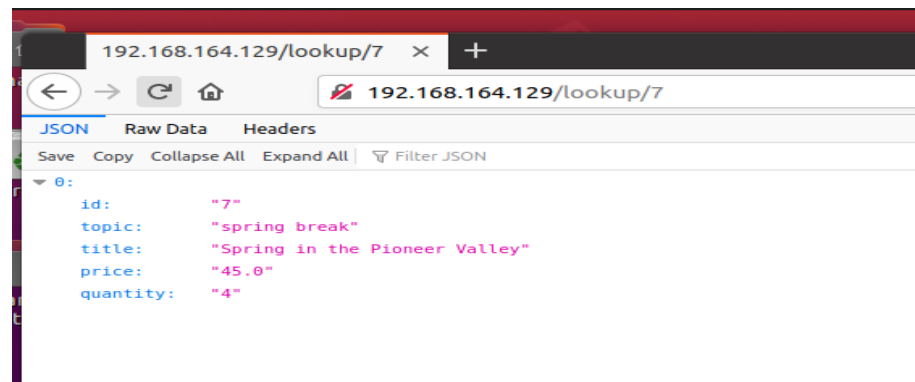 192.168.164.129/lookup/7 × +
192.168.164.129/lookup/7
JSON Raw Data Headers
Save Copy Collapse All Expand All Filter JSON
0:
id: "7"
topic: "spring break"
title: "Spring in the Pioneer Valley"
price: "45.0"
quantity: "4"